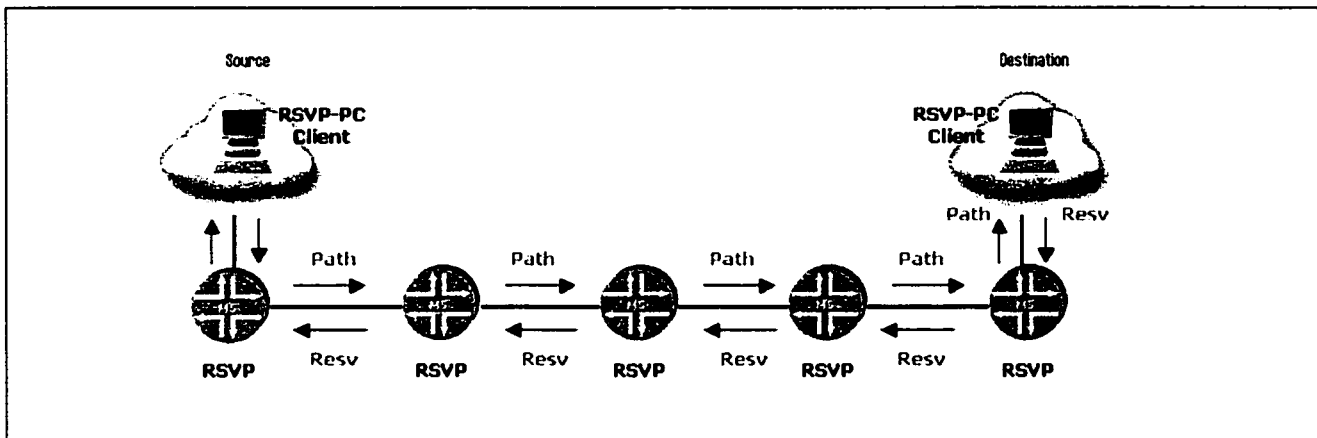 Source
Destination
RSVP-PC
Client
RSVP-PC
Client
Path
Resv
Path
Path
Path
Path
Resv
Resv
Resv
Resv
RSVP
RSVP
RSVP
RSVP
RSVP